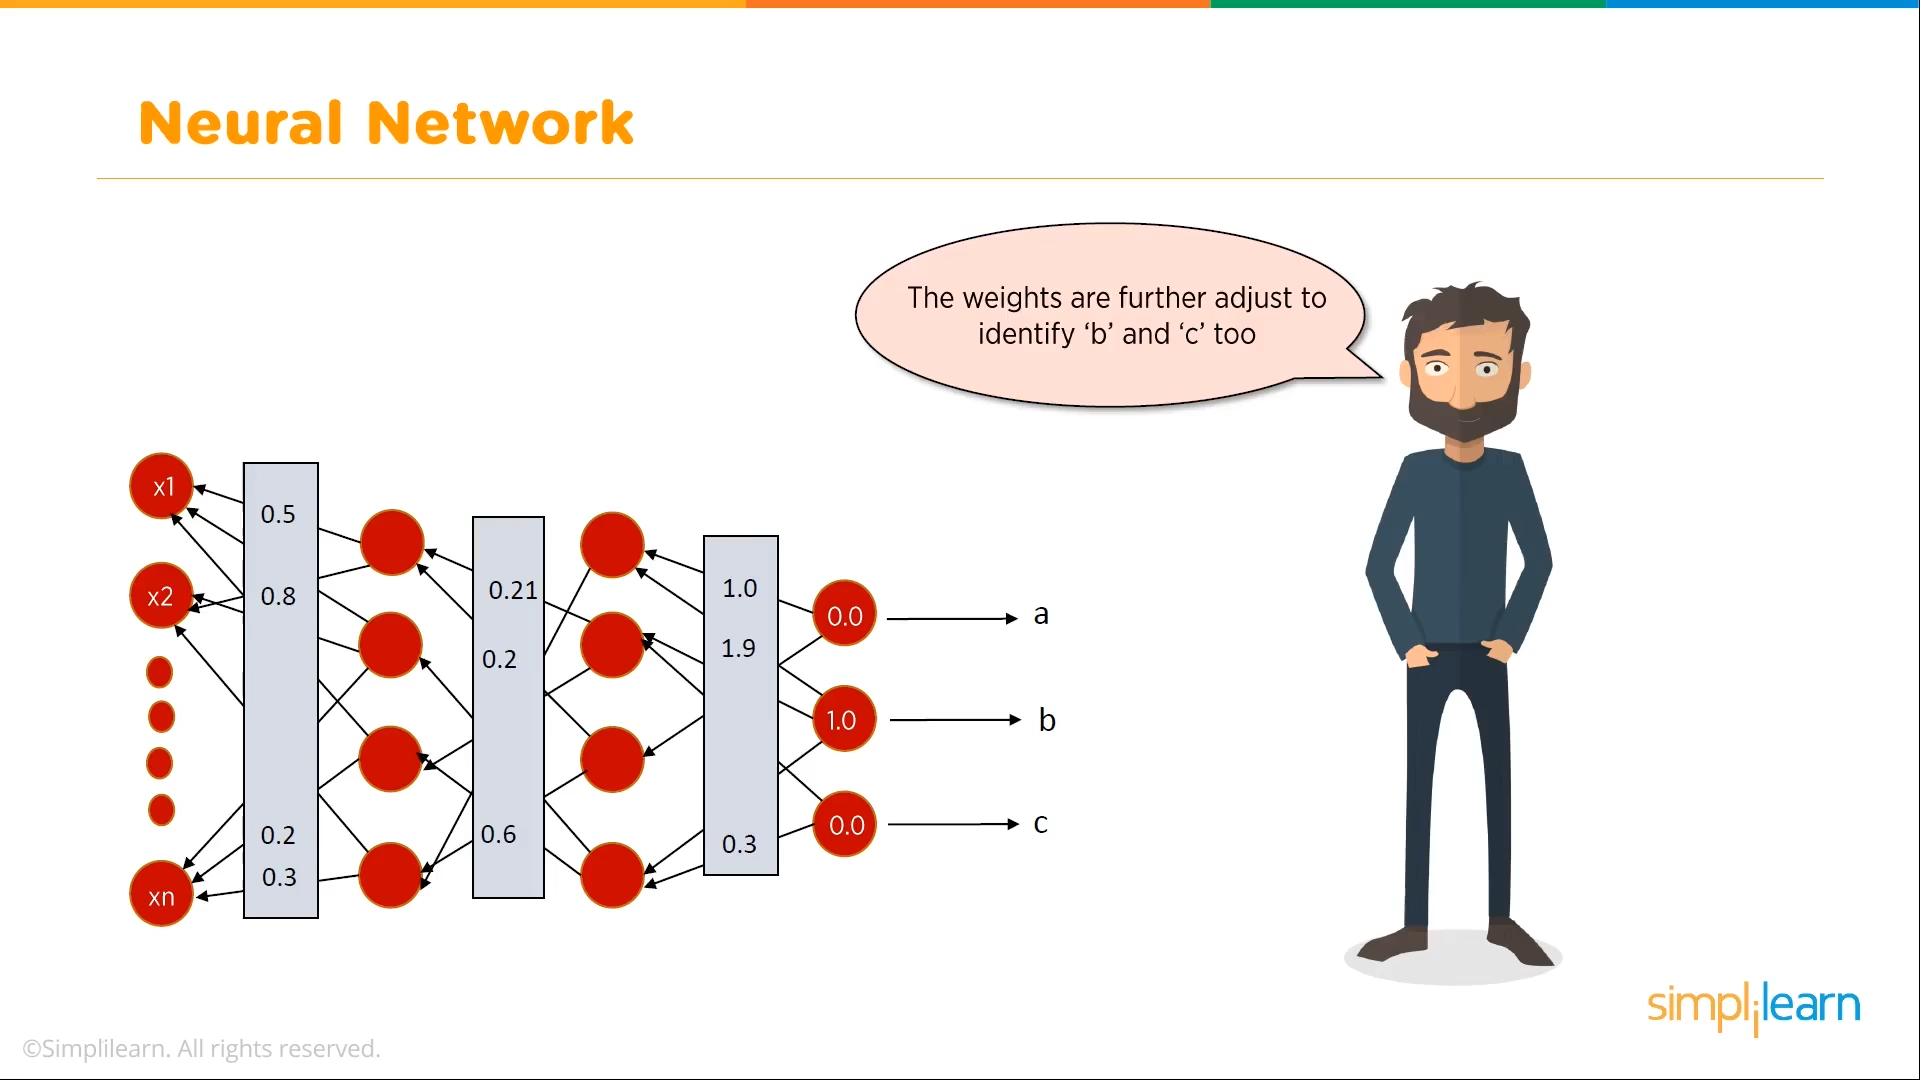 Neural Network
The weights are further adjust to
identify ‘b’ and ‘c’ too
x1
x2
xn
0.5
0.8
0.2
0.3
0.21
0.2
0.6
1.0
1.9
0.3
0.0
1.0
0.0
a
b
c
simplilearn
©Simplilearn. All rights reserved.